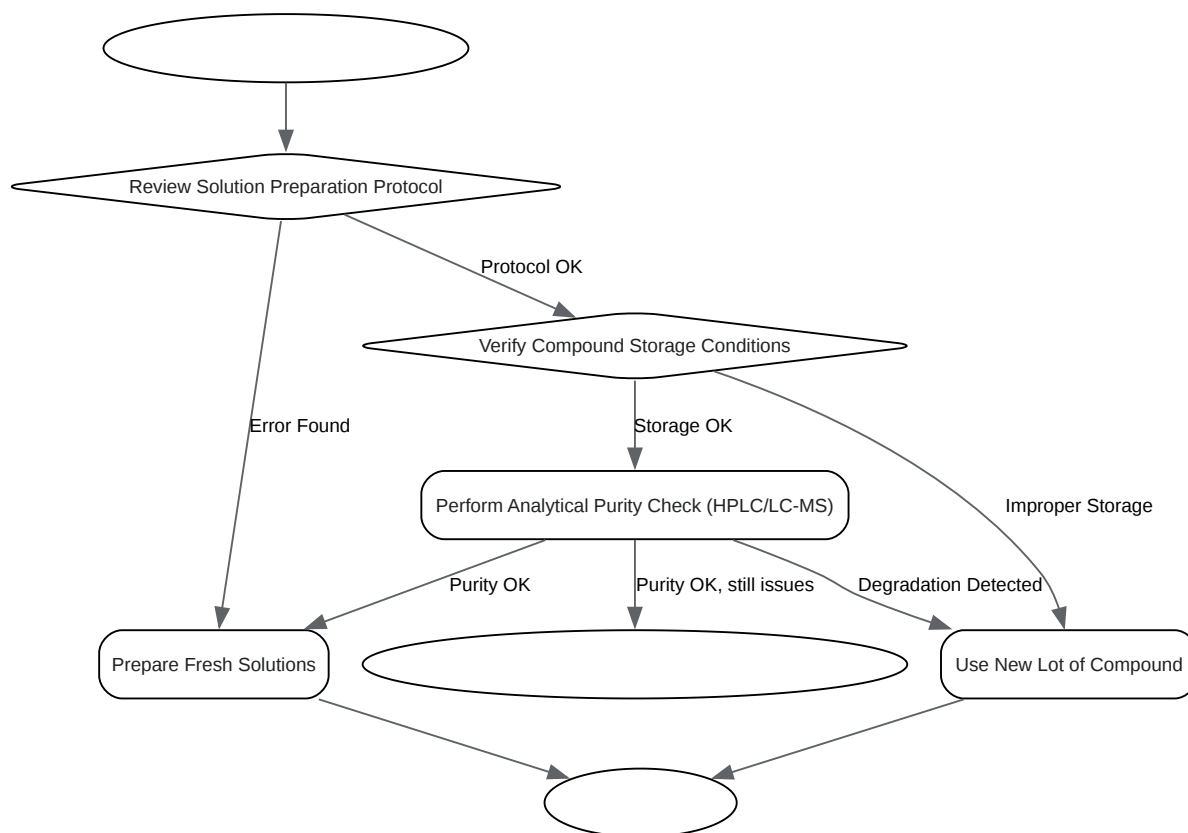 Review Solution Preparation Protocol
Protocol OK
Verify Compound Storage Conditions
Error Found
Storage OK
Perform Analytical Purity Check (HPLC/LC-MS)
Improper Storage
Purity OK
Purity OK, still issues
Degradation Detected
Prepare Fresh Solutions
Use New Lot of Compound